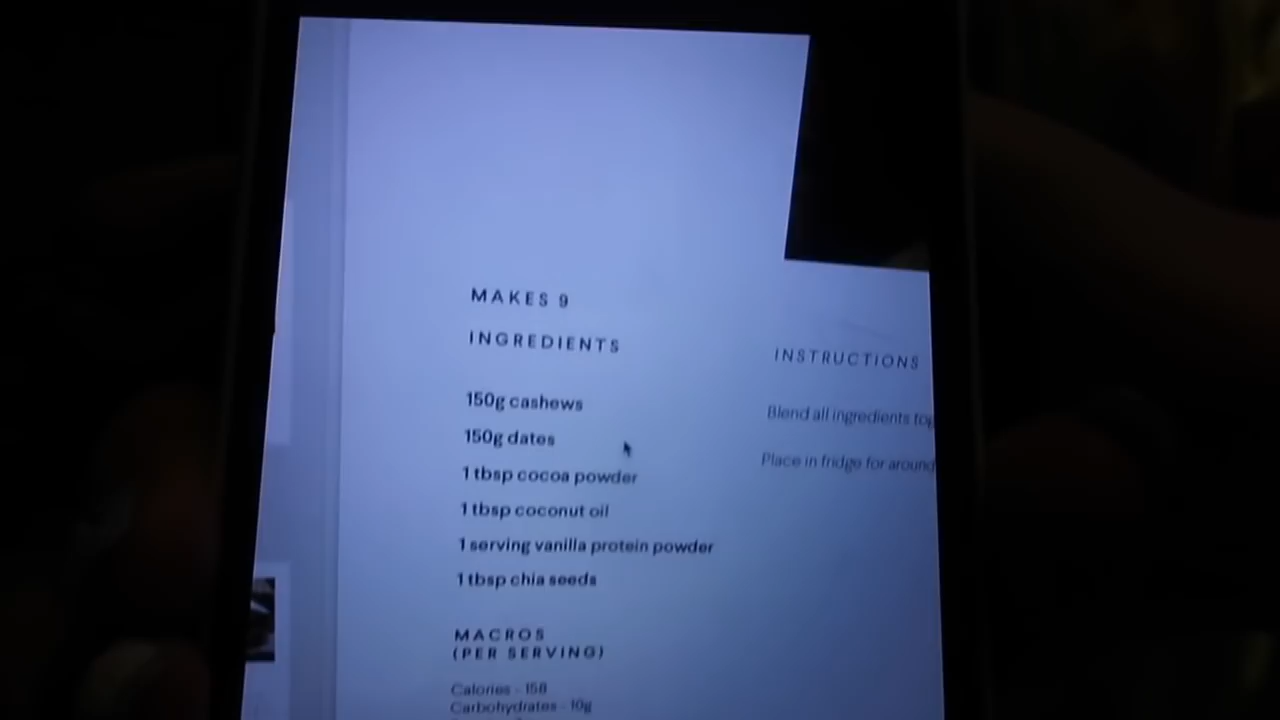 MAKES 9
INGREDIENTS
150g cashews
150g dates
1 tbsp cocoa powder
1 tbsp coconut oil
1 serving vanilla protein powder
1 tbsp chia seeds
MACROS
(PER SERVING)
Calories - 158
Carbohydrates - 10g
INSTRUCTIONS
Blend all ingredients
Place in fridge for around